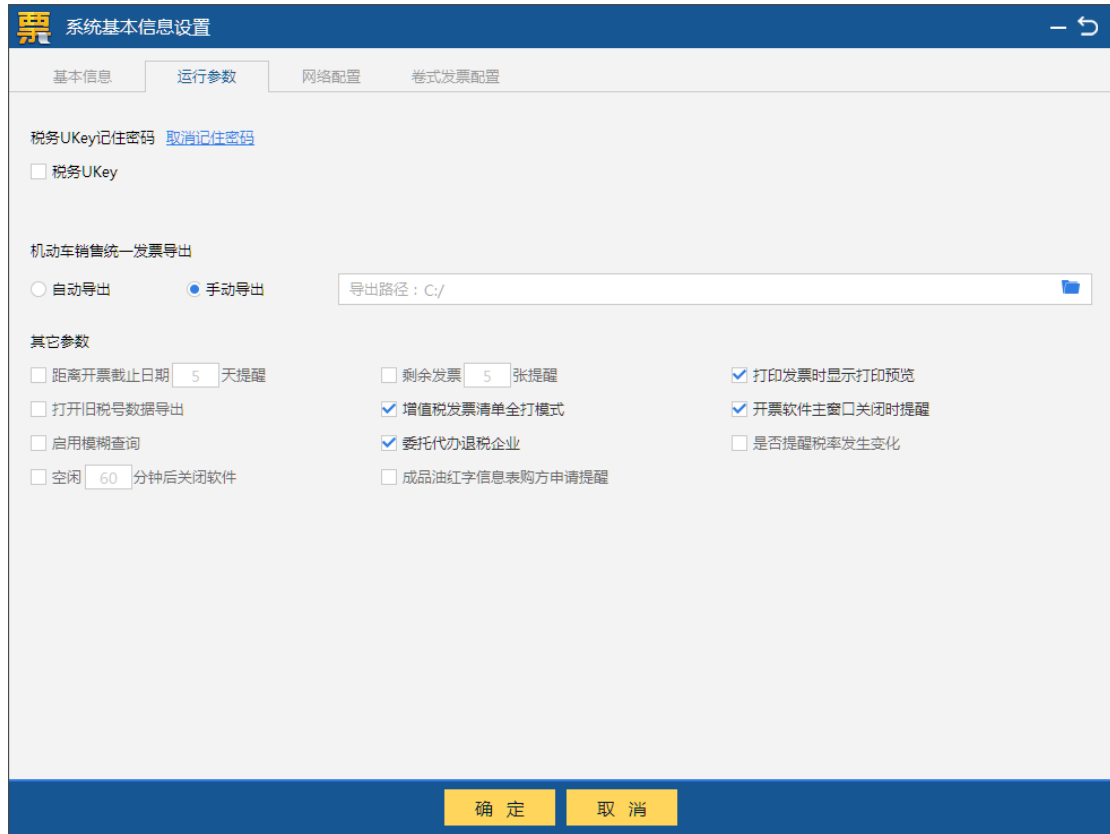 票 系统基本信息设置
基本信息 运行参数 网络配置 卷式发票配置
税务UKey记住密码 取消记住密码
税务UKey
机动车销售统一发票导出
自动导出 手动导出 导出路径：C:/
其它参数
距离开票截止日期 5 天提醒 剩余发票 5 张提醒 打印发票时显示打印预览
打开旧税号数据导出 增值税发票清单全打模式 开票软件主窗口关闭时提醒
启用模糊查询 委托代办退税企业 是否提醒税率发生变化
空闲 60 分钟后关闭软件 成品油红字信息表购方申请提醒
确 定 取 消